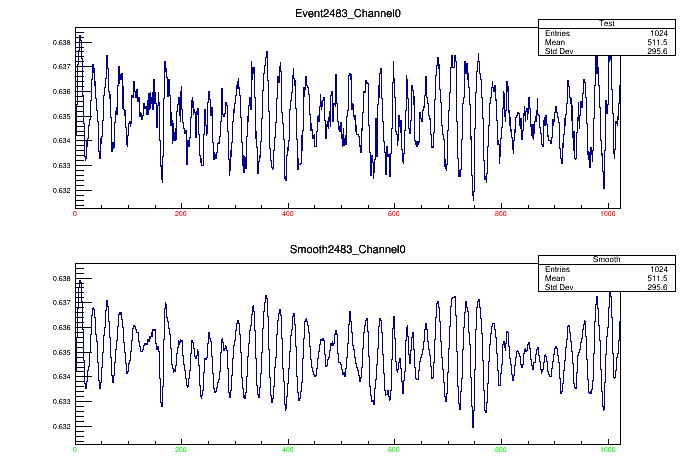 Event2483_Channel0
Test
Entries 1024
Mean 511.5
Std Dev 295.6
0.638
0.637
0.636
0.635
0.634
0.633
0.632
0 200 400 600 800 1000
Smooth2483_Channel0
Smooth
Entries 1024
Mean 511.5
Std Dev 295.6
0.638
0.637
0.636
0.635
0.634
0.633
0.632
0 200 400 600 800 1000